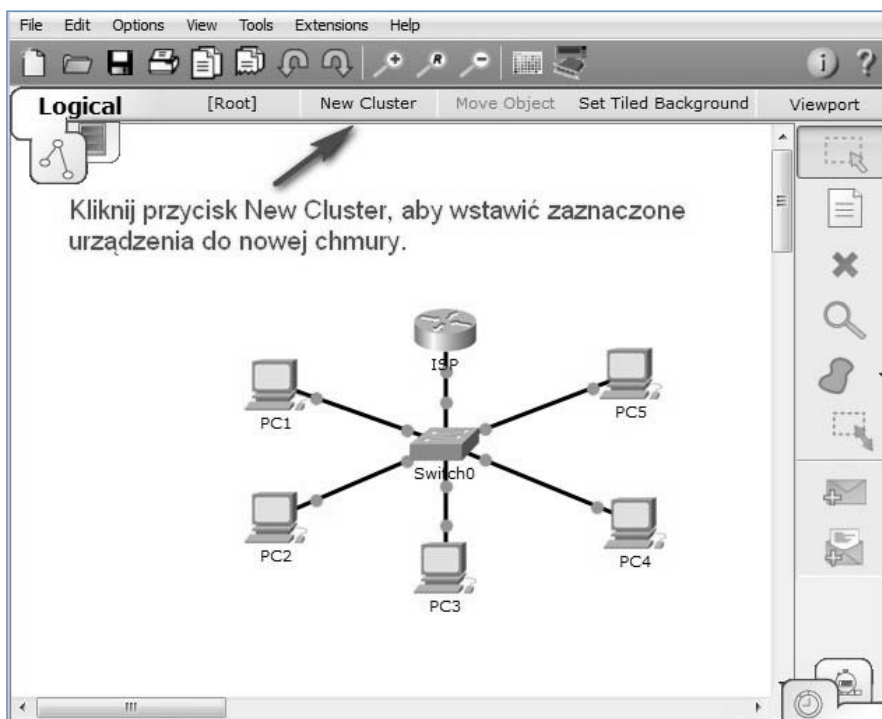 File Edit Options View Tools Extensions Help
R
i ?
Logical [Root] New Cluster Move Object Set Tiled Background Viewport
Kliknij przycisk New Cluster, aby wstawić zaznaczone
urządzenia do nowej chmury.
ISP
PC1
PC5
Switch0
PC2
PC4
PC3